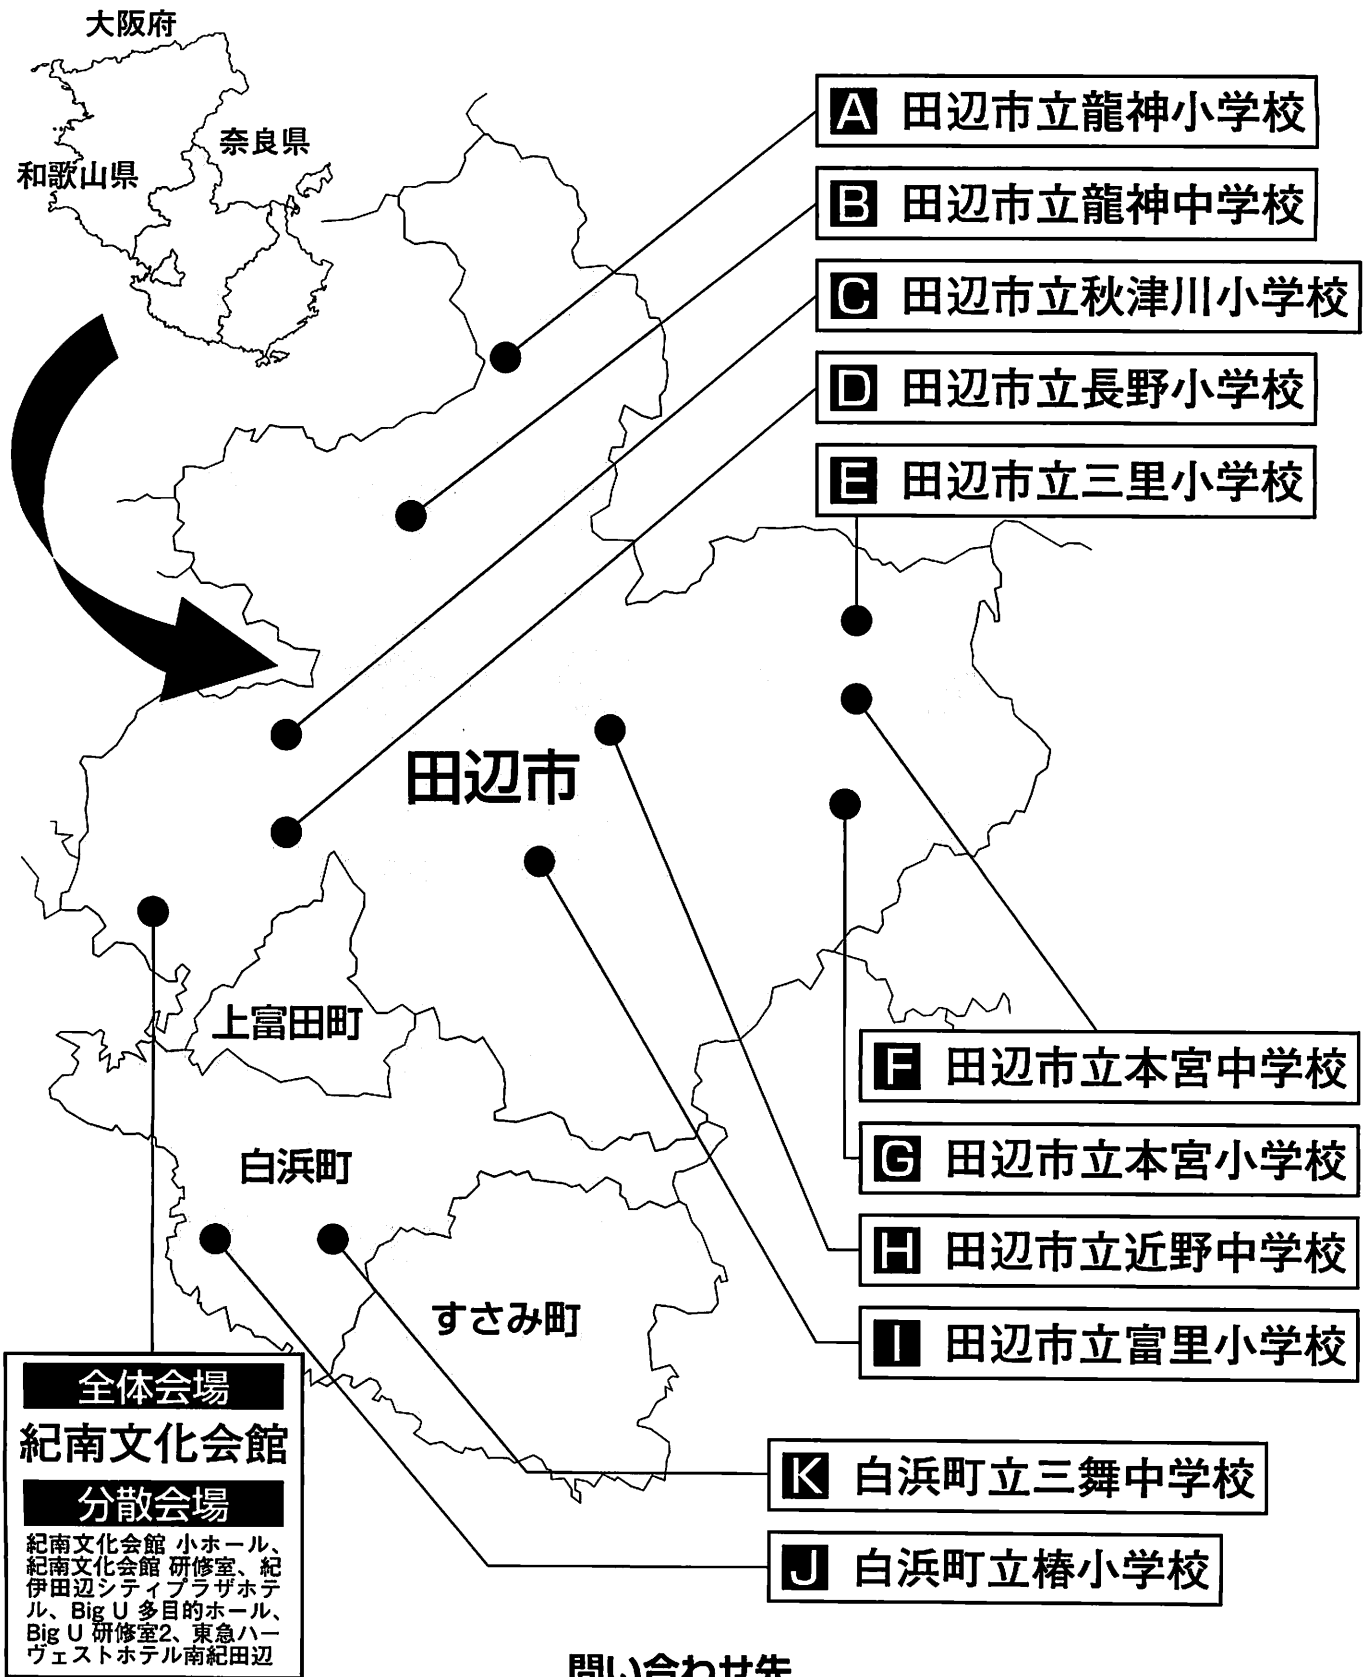 大阪府
奈良県
和歌山県
A 田辺市立龍神小学校
B 田辺市立龍神中学校
C 田辺市立秋津川小学校
D 田辺市立長野小学校
E 田辺市立三里小学校
田辺市
上富田町
白浜町
すさみ町
F 田辺市立本宮中学校
G 田辺市立本宮小学校
H 田辺市立近野中学校
I 田辺市立富里小学校
K 白浜町立三舞中学校
J 白浜町立椿小学校
全体会場
紀南文化会館
分散会場
紀南文化会館 小ホール、
紀南文化会館 研修室、紀
伊田辺シティプラザホテ
ル、Big U 多目的ホール、
Big U 研修室2、東急ハー
ヴェストホテル南紀田辺
問い合わせ先